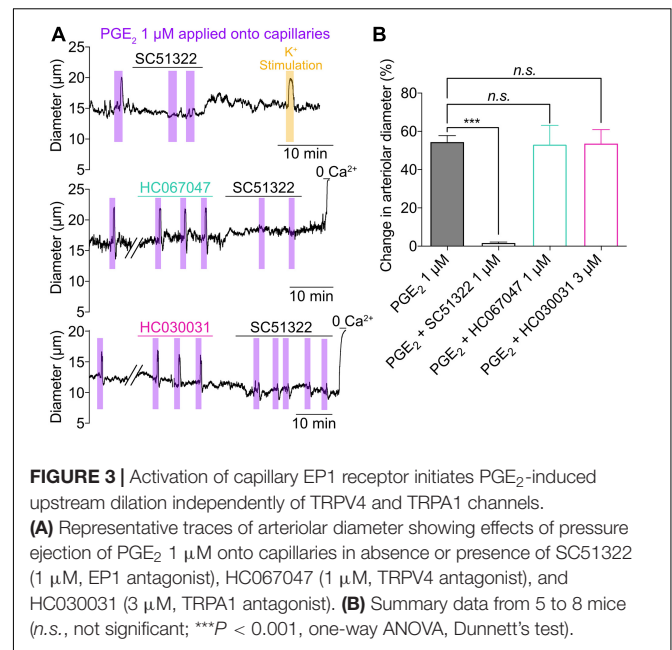 A
PGE₂ 1 µM applied onto capillaries
SC51322
K⁺
Stimulation
Diameter (µm)
25
20
15
10
5
10 min
0 Ca²⁺
HC067047
SC51322
Diameter (µm)
25
20
15
10
5
10 min
0 Ca²⁺
HC030031
SC51322
Diameter (µm)
20
15
10
5
10 min
B
n.s.
n.s.
***
Change in arteriolar diameter (%)
80
60
40
20
0
PGE₂ 1 µM
PGE₂ + SC51322 1 µM
PGE₂ + HC067047 1 µM
PGE₂ + HC030031 3 µM
FIGURE 3 | Activation of capillary EP1 receptor initiates PGE₂-induced
upstream dilation independently of TRPV4 and TRPA1 channels.
(A) Representative traces of arteriolar diameter showing effects of pressure
ejection of PGE₂ 1 µM onto capillaries in absence or presence of SC51322
(1 µM, EP1 antagonist), HC067047 (1 µM, TRPV4 antagonist), and
HC030031 (3 µM, TRPA1 antagonist). (B) Summary data from 5 to 8 mice
(n.s., not significant; ***P < 0.001, one-way ANOVA, Dunnett's test).